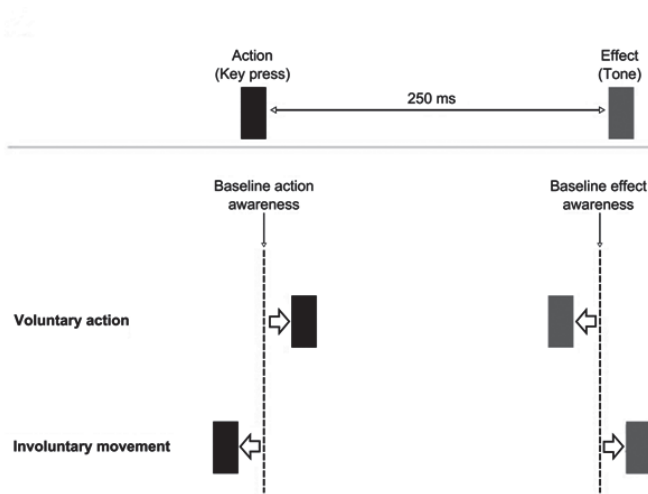 Action
(Key press)
Effect
(Tone)
250 ms
Baseline action
awareness
Baseline effect
awareness
Voluntary action
Involuntary movement